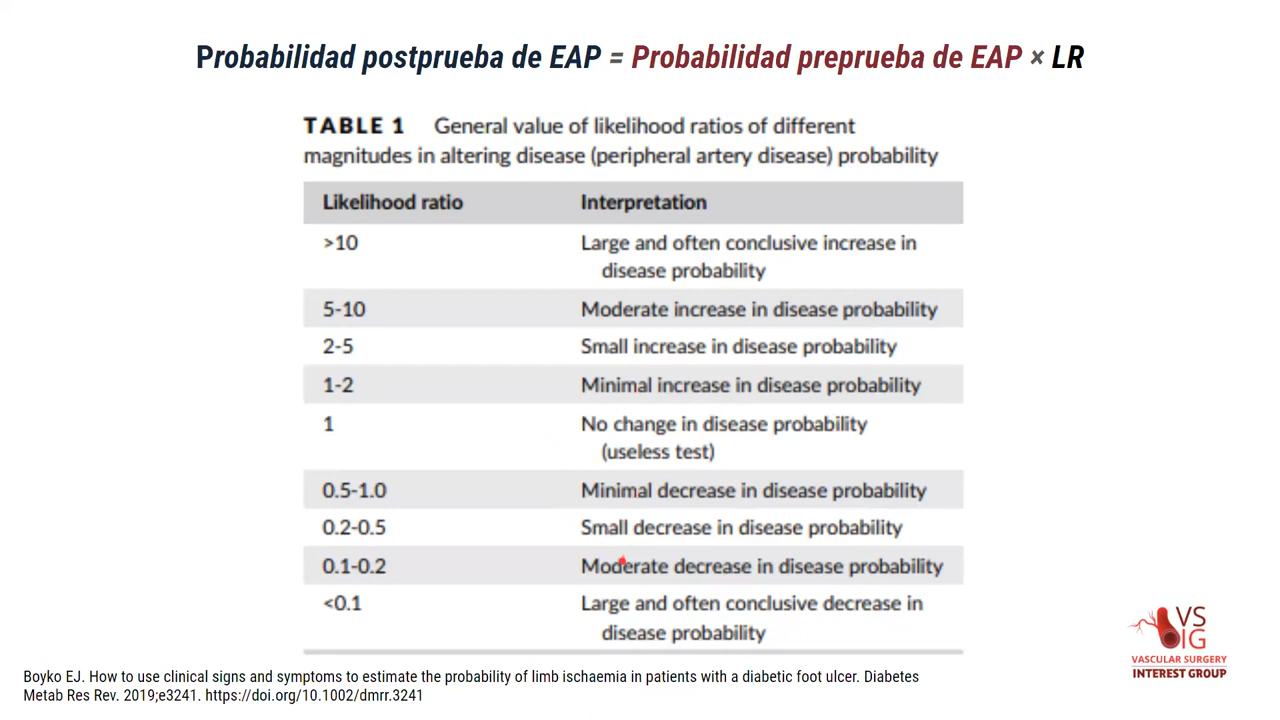 Probabilidad postprueba de EAP = Probabilidad preprueba de EAP × LR
TABLE 1 General value of likelihood ratios of different
magnitudes in altering disease (peripheral artery disease) probability
Likelihood ratio Interpretation
>10 Large and often conclusive increase in
disease probability
5-10 Moderate increase in disease probability
2-5 Small increase in disease probability
1-2 Minimal increase in disease probability
1 No change in disease probability
(useless test)
0.5-1.0 Minimal decrease in disease probability
0.2-0.5 Small decrease in disease probability
0.1-0.2 Moderate decrease in disease probability
<0.1 Large and often conclusive decrease in
disease probability
VS
IG
VASCULAR SURGERY
INTEREST GROUP
Boyko EJ. How to use clinical signs and symptoms to estimate the probability of limb ischaemia in patients with a diabetic foot ulcer. Diabetes
Metab Res Rev. 2019;e3241. https://doi.org/10.1002/dmrr.3241